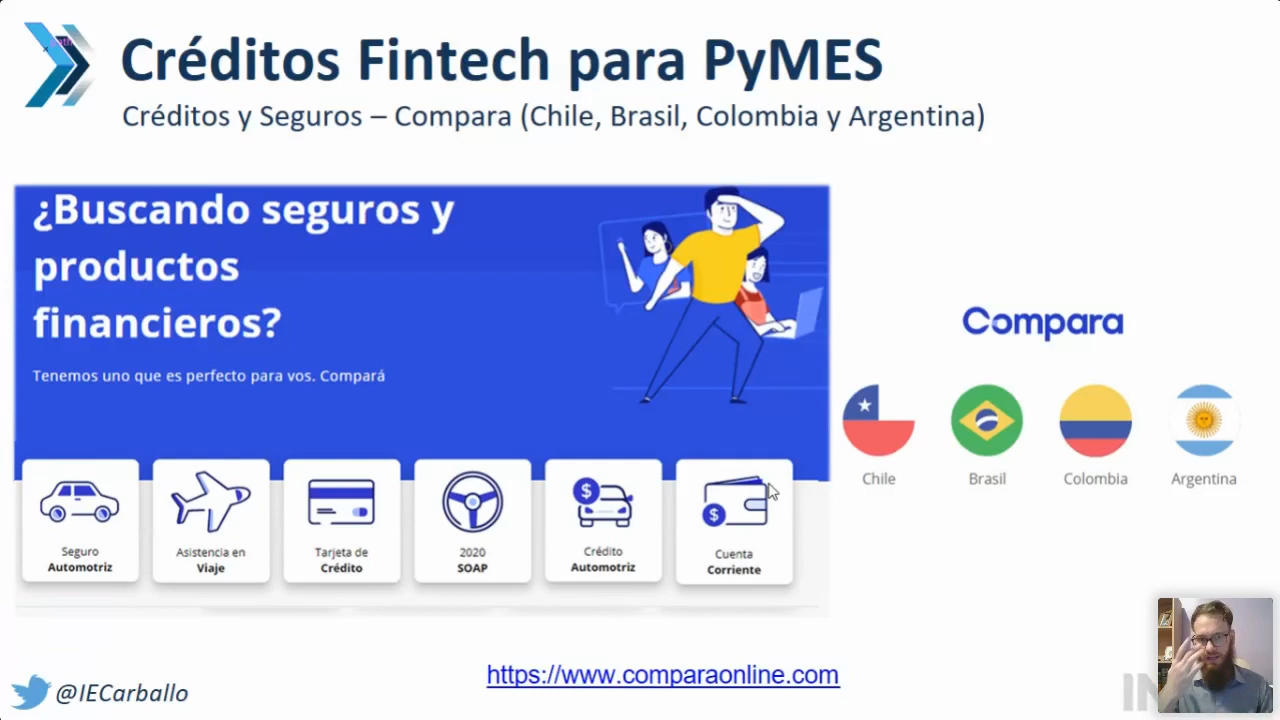 Créditos Fintech para PyMES
Créditos y Seguros – Compara (Chile, Brasil, Colombia y Argentina)
¿Buscando seguros y
productos
financieros?
Tenemos uno que es perfecto para vos. Compará
Seguro
Automotriz
Asistencia en
Viaje
Tarjeta de
Crédito
2020
SOAP
Crédito
Automotriz
Cuenta
Corriente
Compara
Chile
Brasil
Colombia
Argentina
@IECarballo
https://www.comparaonline.com